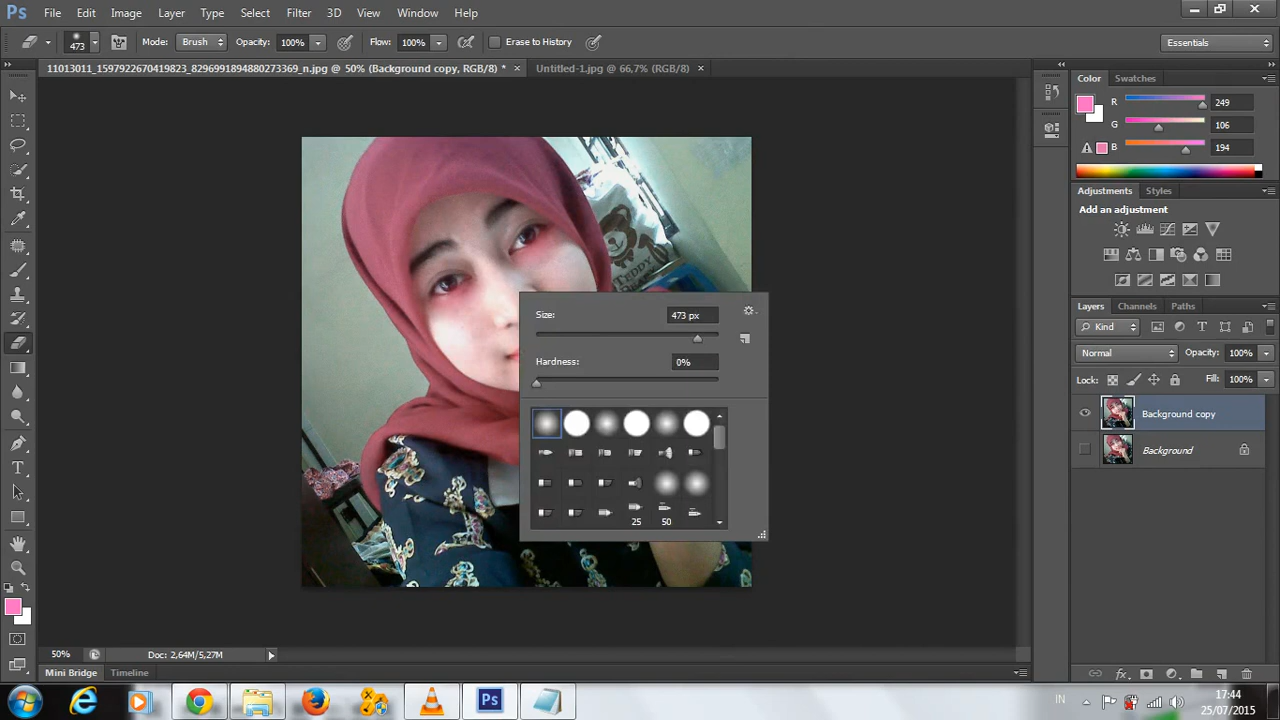 Ps File Edit Image Layer Type Select Filter 3D View Window Help
473 Mode: Brush Opacity: 100% Flow: 100% Erase to History Essentials
11013011_1597922670419823_8296991894880273369_n.jpg @ 50% (Background copy, RGB/8) * × Untitled-1.jpg @ 66,7% (RGB/8) ×
Color Swatches
R 249
G 106
B 194
Adjustments Styles
Add an adjustment
TEDDY
Size: 473 px
Hardness: 0%
25 50
Layers Channels Paths
Kind
Normal Opacity: 100%
Lock: Fill: 100%
Background copy
Background
50% Doc: 2,64M/5,27M
Mini Bridge Timeline
Ps IN 17:44
25/07/2015